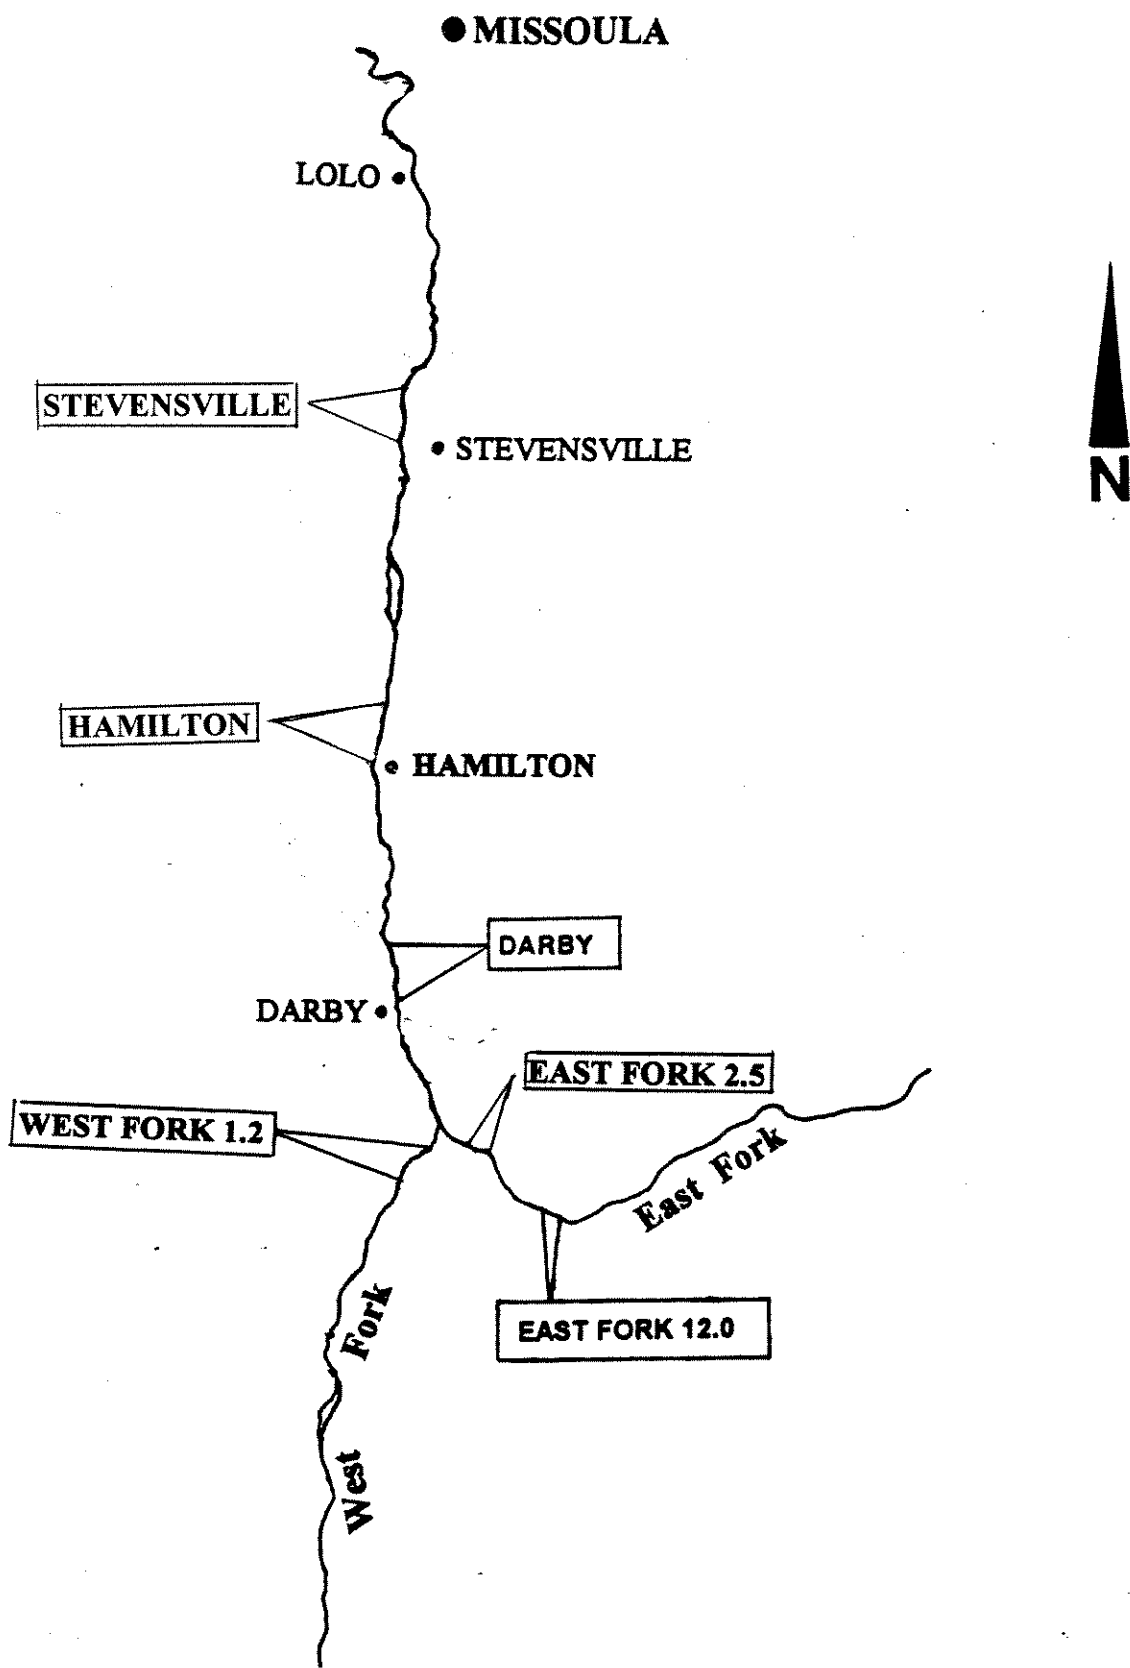 MISSOULA
LOLO
STEVENSVILLE
STEVENSVILLE
N
HAMILTON
HAMILTON
DARBY
DARBY
EAST FORK 2.5
WEST FORK 1.2
East Fork
EAST FORK 12.0
West Fork